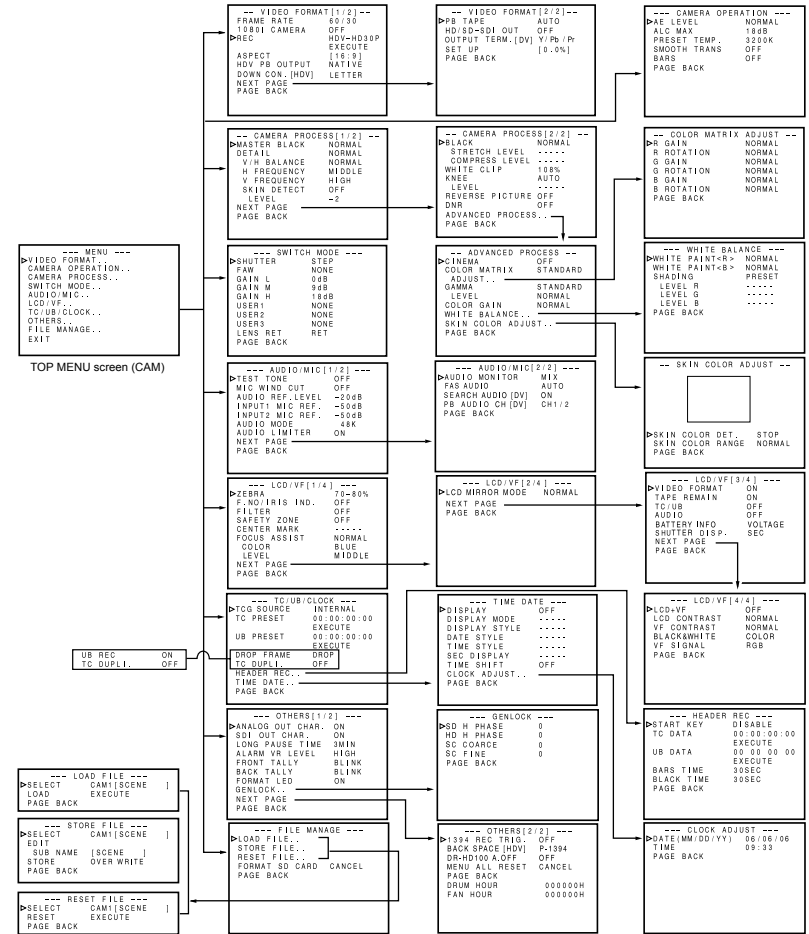 -- VIDEO FORMAT[1/2] --
FRAME RATE 60/30
1080I CAMERA OFF
REC HDV-HD30P
EXECUTE
ASPECT [16:9]
HDV PB OUTPUT NATIVE
DOWN CON.[HDV] LETTER
NEXT PAGE
PAGE BACK
-- VIDEO FORMAT[2/2] --
PB TAPE AUTO
HD/SD-SDI OUT OFF
OUTPUT TERM.[DV] Y/Pb/Pr
SET UP [0.0%]
PAGE BACK
-- CAMERA OPERATION --
AE LEVEL NORMAL
ALC MAX 18dB
PRESET TEMP. 3200K
SMOOTH TRANS OFF
BARS OFF
PAGE BACK
-- CAMERA PROCESS[1/2] --
MASTER BLACK NORMAL
DETAIL NORMAL
V/H BALANCE NORMAL
H FREQUENCY MIDDLE
V FREQUENCY HIGH
SKIN DETECT OFF
LEVEL -2
NEXT PAGE
PAGE BACK
-- CAMERA PROCESS[2/2] --
BLACK NORMAL
STRETCH LEVEL -----
COMPRESS LEVEL -----
WHITE CLIP 108%
KNEE AUTO
LEVEL -----
REVERSE PICTURE OFF
DNR OFF
ADVANCED PROCESS..
PAGE BACK
-- COLOR MATRIX ADJUST --
R GAIN NORMAL
R ROTATION NORMAL
G GAIN NORMAL
G ROTATION NORMAL
B GAIN NORMAL
B ROTATION NORMAL
PAGE BACK
--- MENU ---
VIDEO FORMAT..
CAMERA OPERATION..
CAMERA PROCESS..
SWITCH MODE..
AUDIO/MIC..
LCD/VF..
TC/UB/CLOCK..
OTHERS..
FILE MANAGE..
EXIT
TOP MENU screen (CAM)
--- SWITCH MODE ---
SHUTTER STEP
FAW NONE
GAIN L 0dB
GAIN M 9dB
GAIN H 18dB
USER1 NONE
USER2 NONE
USER3 NONE
LENS RET RET
PAGE BACK
-- ADVANCED PROCESS --
CINEMA OFF
COLOR MATRIX STANDARD
ADJUST..
GAMMA STANDARD
LEVEL NORMAL
COLOR GAIN NORMAL
WHITE BALANCE..
SKIN COLOR ADJUST..
PAGE BACK
--- WHITE BALANCE ---
WHITE PAINT<R> NORMAL
WHITE PAINT<B> NORMAL
SHADING PRESET
LEVEL R -----
LEVEL G -----
LEVEL B -----
PAGE BACK
--- AUDIO/MIC[1/2] ---
TEST TONE OFF
MIC WIND CUT OFF
AUDIO REF.LEVEL -20dB
INPUT1 MIC REF. -50dB
INPUT2 MIC REF. -50dB
AUDIO MODE 48K
AUDIO LIMITER ON
NEXT PAGE
PAGE BACK
--- AUDIO/MIC[2/2] ---
AUDIO MONITOR MIX
FAS AUDIO AUTO
SEARCH AUDIO[DV] ON
PB AUDIO CH[DV] CH1/2
PAGE BACK
-- SKIN COLOR ADJUST --
SKIN COLOR DET. STOP
SKIN COLOR RANGE NORMAL
PAGE BACK
--- LCD/VF[1/4] ---
ZEBRA 70-80%
F.NO/IRIS IND. OFF
FILTER OFF
SAFETY ZONE OFF
CENTER MARK -----
FOCUS ASSIST NORMAL
COLOR BLUE
LEVEL MIDDLE
NEXT PAGE
PAGE BACK
--- LCD/VF[2/4] ---
LCD MIRROR MODE NORMAL
NEXT PAGE
PAGE BACK
--- LCD/VF[3/4] ---
VIDEO FORMAT ON
TAPE REMAIN ON
TC/UB OFF
AUDIO OFF
BATTERY INFO VOLTAGE
SHUTTER DISP. SEC
NEXT PAGE
PAGE BACK
--- TC/UB/CLOCK ---
TCG SOURCE INTERNAL
TC PRESET 00:00:00:00
EXECUTE
UB PRESET 00:00:00:00
EXECUTE
DROP FRAME DROP
TC DUPLI. OFF
HEADER REC..
TIME DATE..
PAGE BACK
UB REC ON
TC DUPLI. OFF
--- TIME DATE ---
DISPLAY OFF
DISPLAY MODE -----
DISPLAY STYLE -----
DATE STYLE -----
TIME STYLE -----
SEC DISPLAY -----
TIME SHIFT OFF
CLOCK ADJUST..
PAGE BACK
--- LCD/VF[4/4] ---
LCD+VF OFF
LCD CONTRAST NORMAL
VF CONTRAST NORMAL
BLACK&WHITE COLOR
VF SIGNAL RGB
PAGE BACK
--- OTHERS[1/2] ---
ANALOG OUT CHAR. ON
SDI OUT CHAR. ON
LONG PAUSE TIME 3MIN
ALARM VR LEVEL HIGH
FRONT TALLY BLINK
BACK TALLY BLINK
FORMAT LED ON
GENLOCK..
NEXT PAGE
PAGE BACK
--- GENLOCK ---
SD H PHASE 0
HD H PHASE 0
SC COARCE 0
SC FINE 0
PAGE BACK
--- HEADER REC ---
START KEY DISABLE
TC DATA 00:00:00:00
EXECUTE
UB DATA 00 00 00 00
EXECUTE
BARS TIME 30SEC
BLACK TIME 30SEC
PAGE BACK
--- LOAD FILE ---
SELECT CAM1[SCENE ]
LOAD EXECUTE
PAGE BACK
--- STORE FILE ---
SELECT CAM1[SCENE ]
EDIT
SUB NAME [SCENE ]
STORE OVER WRITE
PAGE BACK
--- RESET FILE ---
SELECT CAM1[SCENE ]
RESET EXECUTE
PAGE BACK
--- FILE MANAGE ---
LOAD FILE..
STORE FILE..
RESET FILE..
FORMAT SD CARD CANCEL
PAGE BACK
--- OTHERS[2/2] ---
1394 REC TRIG. OFF
BACK SPACE[HDV] P-1394
DR-HD100 A.OFF OFF
MENU ALL RESET CANCEL
PAGE BACK
DRUM HOUR 000000H
FAN HOUR 000000H
--- CLOCK ADJUST ---
DATE(MM/DD/YY) 06/06/06
TIME 09:33
PAGE BACK